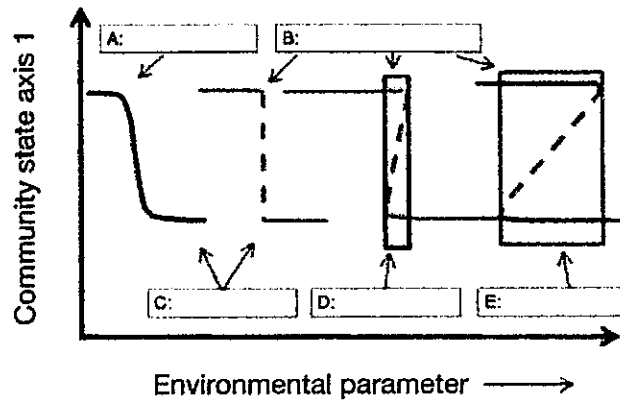 A:
B:
C:
D:
E:
Community state axis 1
Environmental parameter